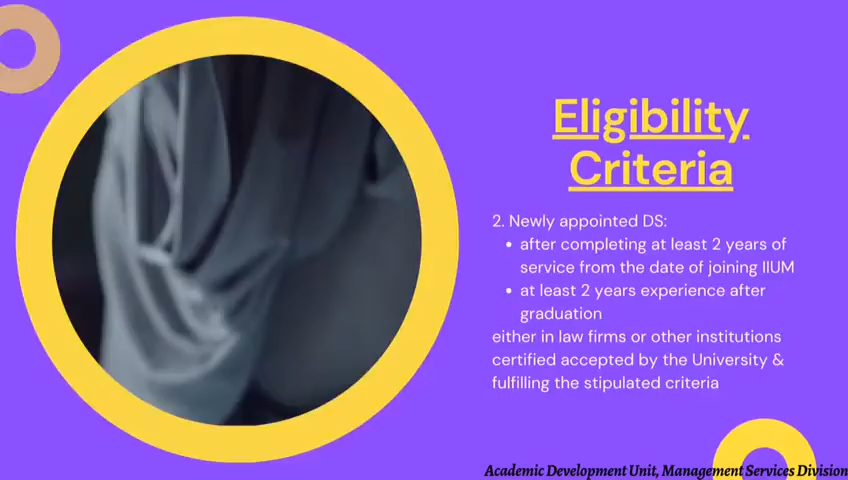 Eligibility
Criteria
2. Newly appointed DS:
• after completing at least 2 years of
service from the date of joining IIUM
• at least 2 years experience after
graduation
either in law firms or other institutions
certified accepted by the University &
fulfilling the stipulated criteria
Academic Development Unit, Management Services Division